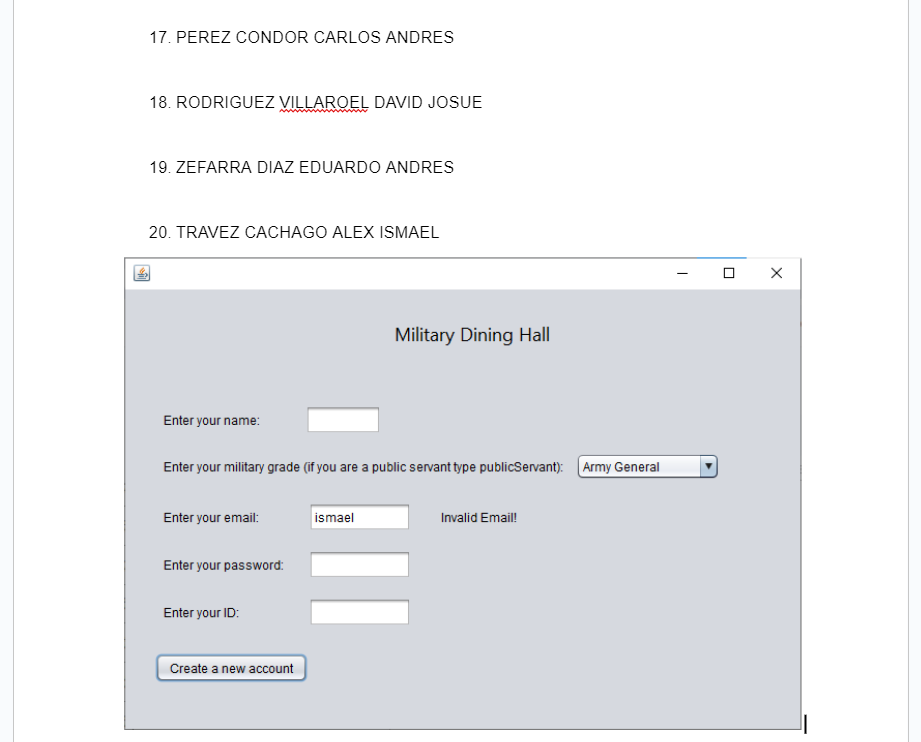 17. PEREZ CONDOR CARLOS ANDRES
18. RODRIGUEZ VILLAROEL DAVID JOSUE
19. ZEFARRA DIAZ EDUARDO ANDRES
20. TRAVEZ CACHAGO ALEX ISMAEL
Military Dining Hall
Enter your name:
Enter your military grade (if you are a public servant type publicServant): Army General
Enter your email: ismael Invalid Email!
Enter your password:
Enter your ID:
Create a new account